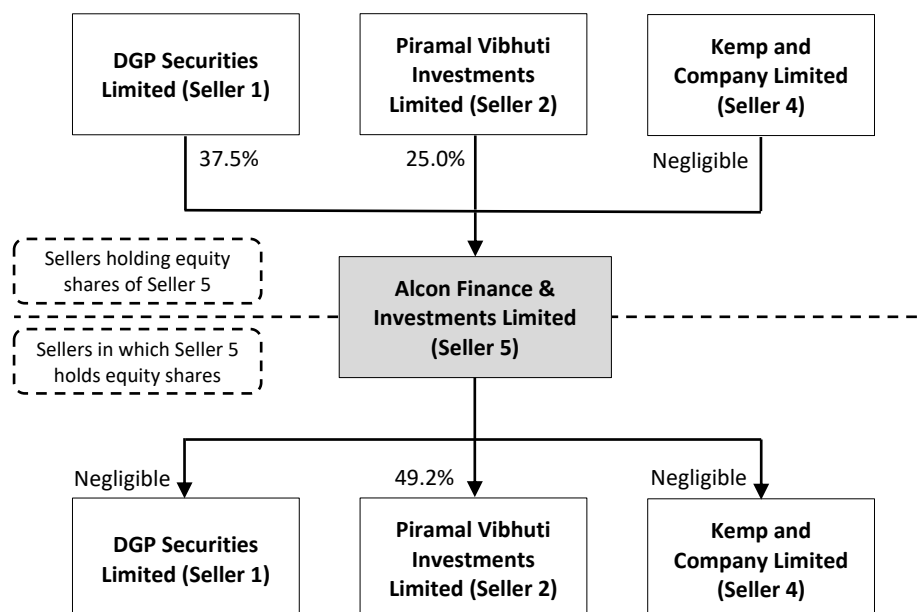 DGP Securities
Limited (Seller 1)
Piramal Vibhuti
Investments
Limited (Seller 2)
Kemp and
Company Limited
(Seller 4)
37.5%
25.0%
Negligible
Sellers holding equity
shares of Seller 5
Alcon Finance &
Investments Limited
(Seller 5)
Sellers in which Seller 5
holds equity shares
Negligible
49.2%
Negligible
DGP Securities
Limited (Seller 1)
Piramal Vibhuti
Investments
Limited (Seller 2)
Kemp and
Company Limited
(Seller 4)